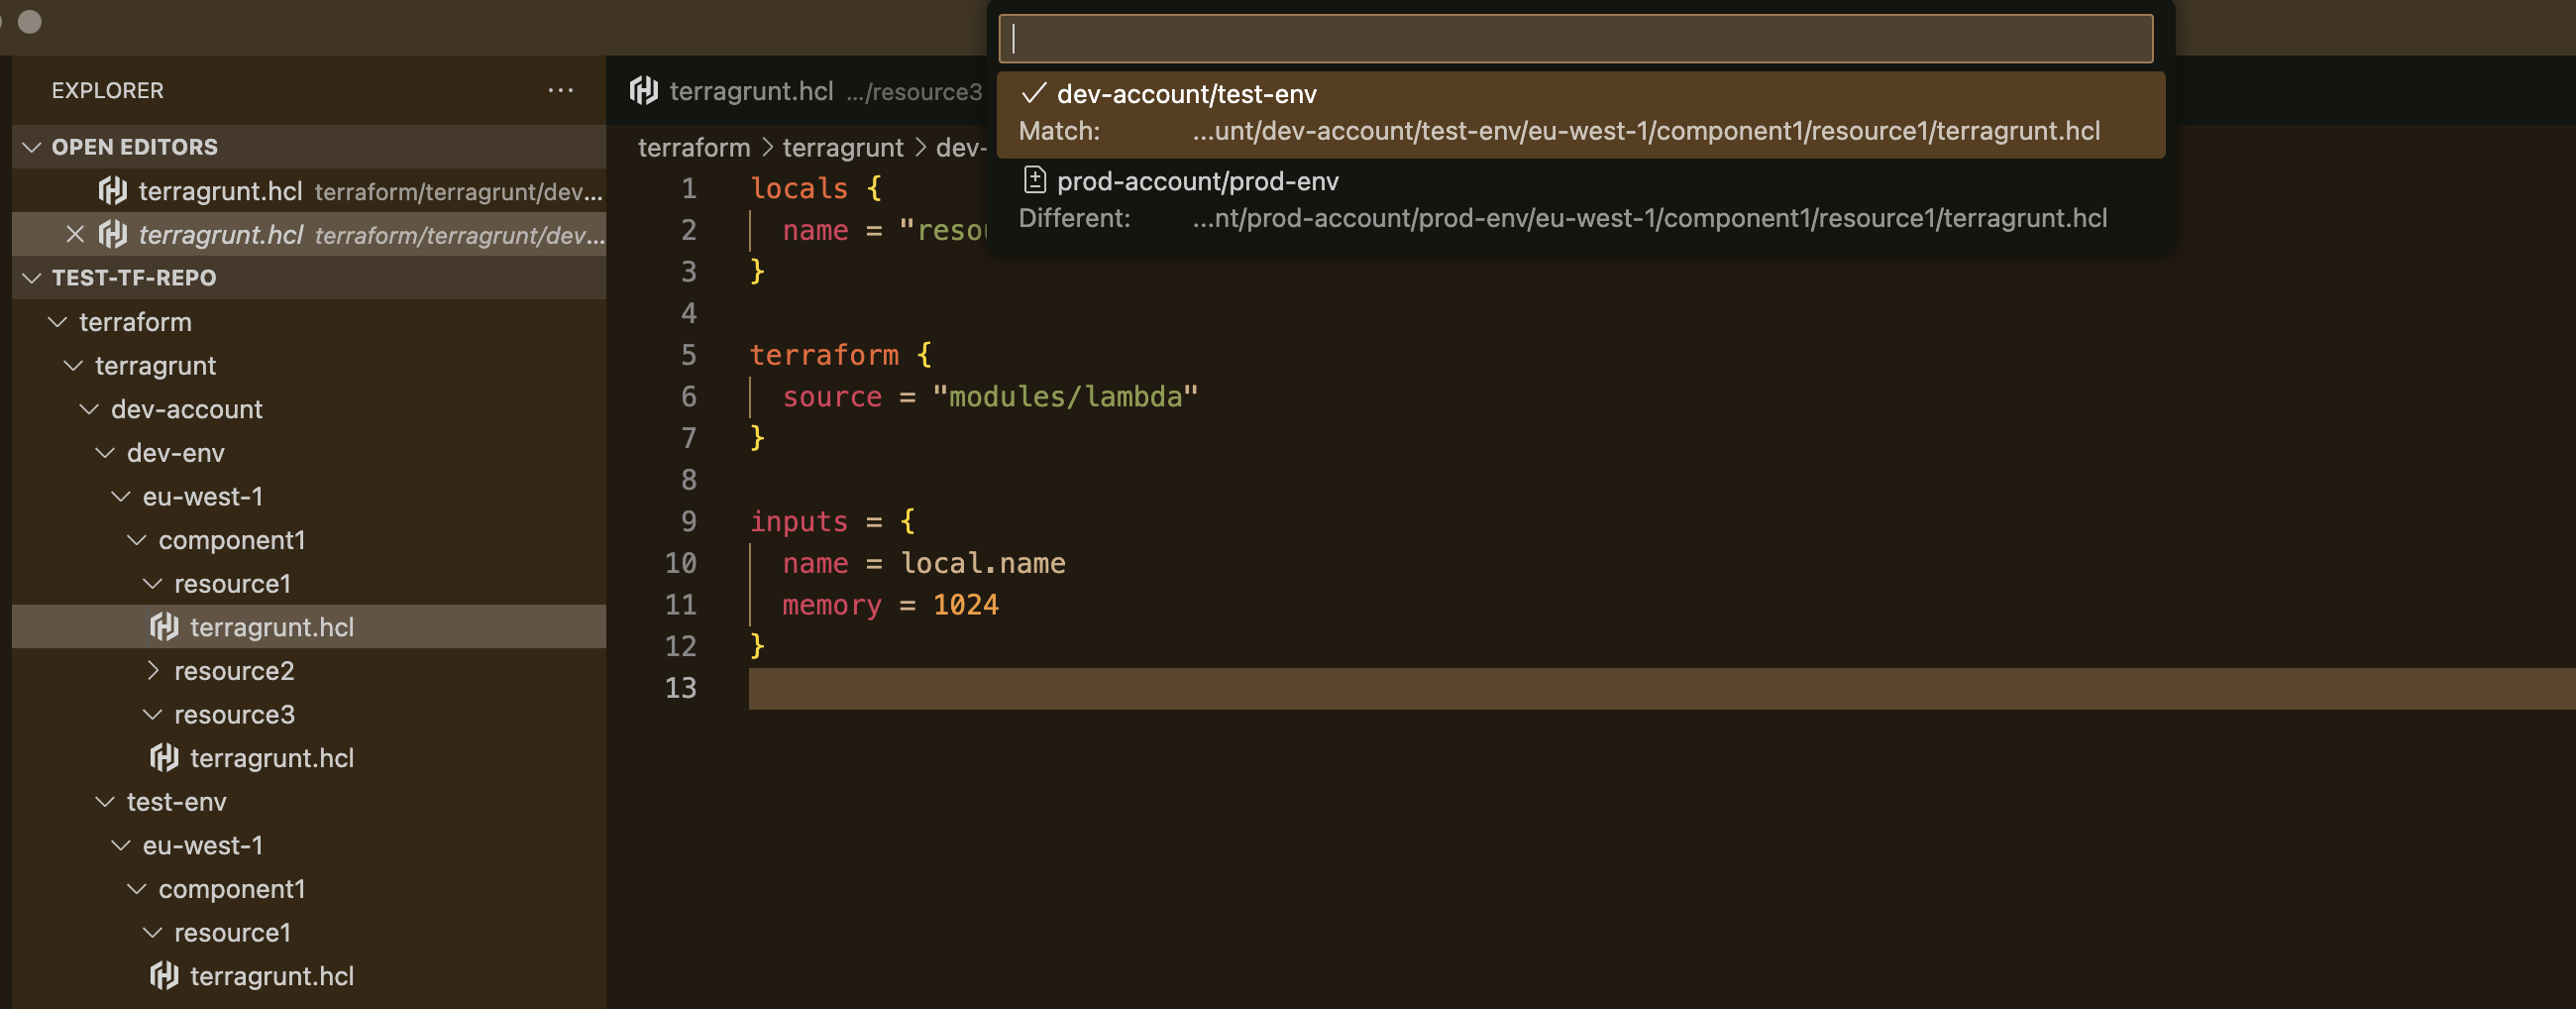 EXPLORER
OPEN EDITORS
terragrunt.hcl terraform/terragrunt/dev...
terragrunt.hcl terraform/terragrunt/dev...
TEST-TF-REPO
terraform
terragrunt
dev-account
dev-env
eu-west-1
component1
resource1
terragrunt.hcl
resource2
resource3
terragrunt.hcl
test-env
eu-west-1
component1
resource1
terragrunt.hcl
terragrunt.hcl .../resource3
dev-account/test-env
Match: ...unt/dev-account/test-env/eu-west-1/component1/resource1/terragrunt.hcl
prod-account/prod-env
Different: ...nt/prod-account/prod-env/eu-west-1/component1/resource1/terragrunt.hcl
terraform > terragrunt > dev-
1 locals {
2 name = "resou
3 }
4
5 terraform {
6 source = "modules/lambda"
7 }
8
9 inputs = {
10 name = local.name
11 memory = 1024
12 }
13